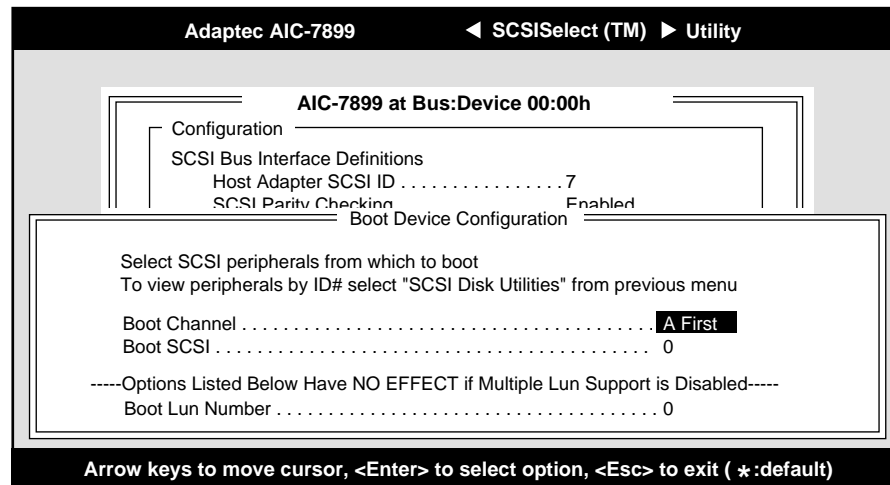 Adaptec AIC-7899 ◀ SCSISelect (TM) ▶ Utility
AIC-7899 at Bus:Device 00:00h
Configuration
SCSI Bus Interface Definitions
Host Adapter SCSI ID . . . . . . . . . . . . . . . . 7
SCSI Parity Checking Enabled
Boot Device Configuration
Select SCSI peripherals from which to boot
To view peripherals by ID# select "SCSI Disk Utilities" from previous menu
Boot Channel . . . . . . . . . . . . . . . . . . . . . . . . . . . . . . . . . . . . . . . . A First
Boot SCSI . . . . . . . . . . . . . . . . . . . . . . . . . . . . . . . . . . . . . . . . . . 0
-----Options Listed Below Have NO EFFECT if Multiple Lun Support is Disabled-----
Boot Lun Number . . . . . . . . . . . . . . . . . . . . . . . . . . . . . . . . . . . . . 0
Arrow keys to move cursor, <Enter> to select option, <Esc> to exit ( *:default)